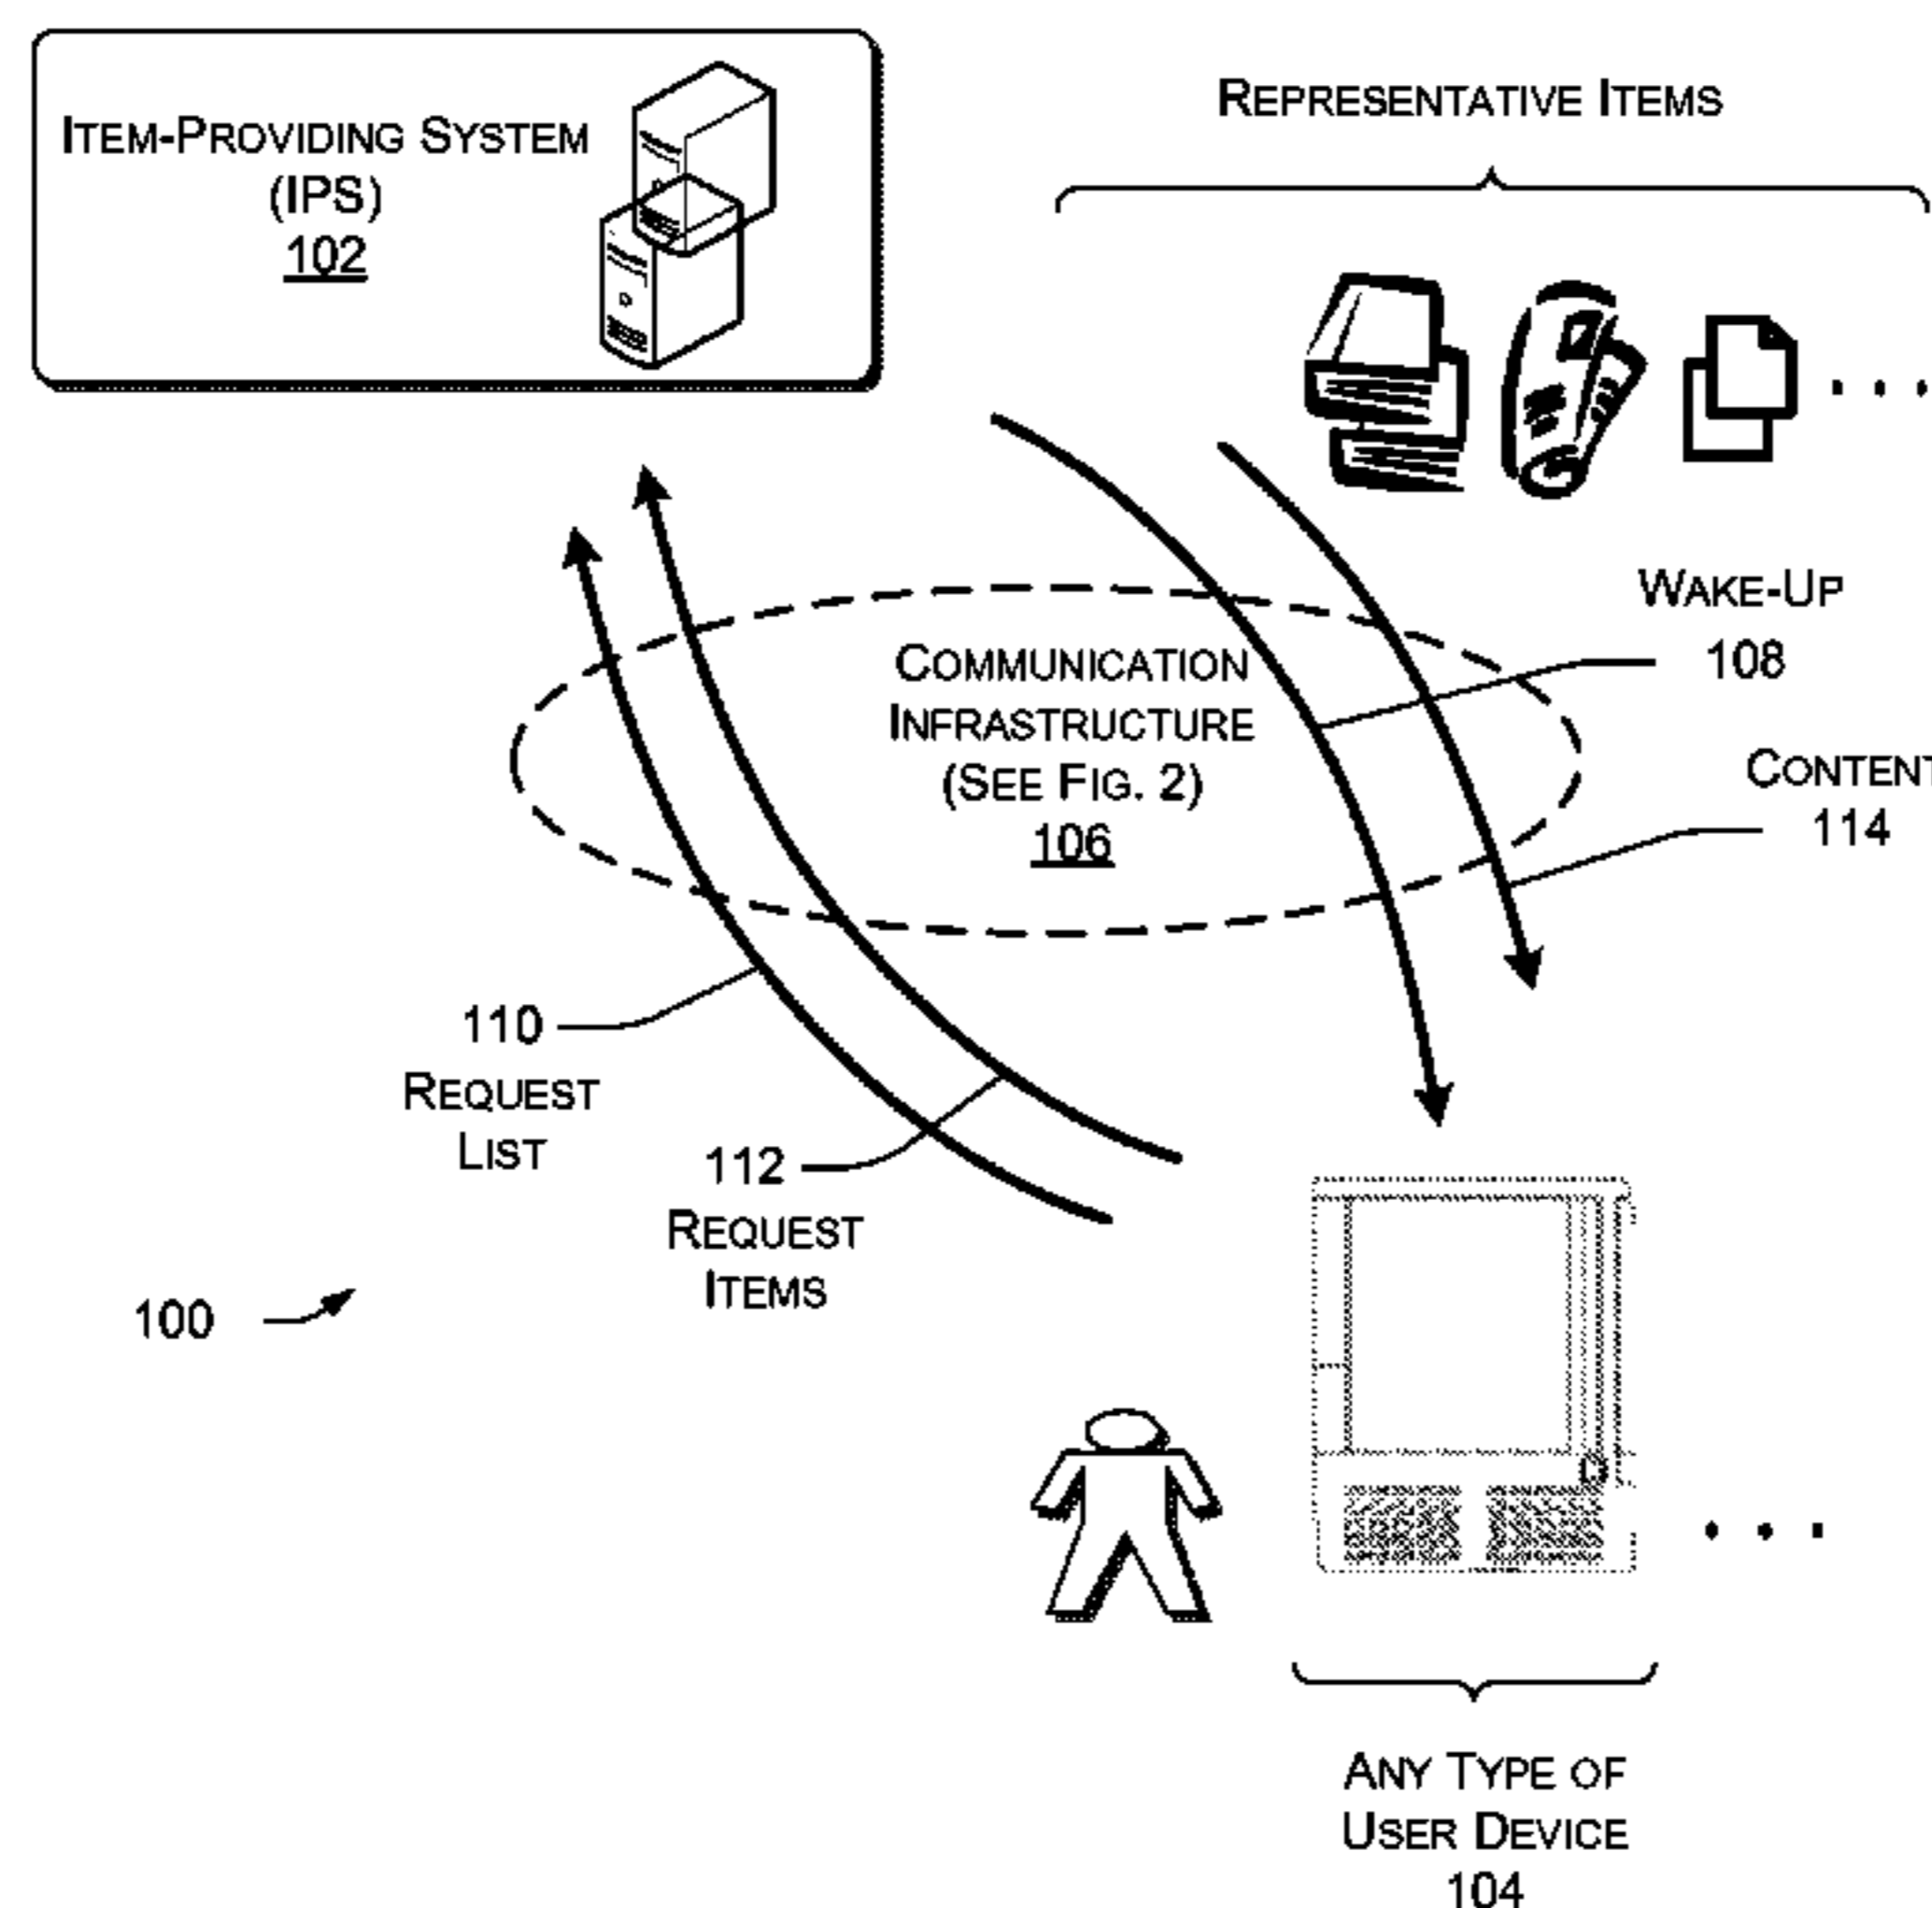 ITEM-PROVIDING SYSTEM
(IPS)
102
REPRESENTATIVE ITEMS
. . .
WAKE-UP
108
COMMUNICATION
INFRASTRUCTURE
(SEE FIG. 2)
106
CONTENT
114
110
REQUEST
LIST
112
REQUEST
ITEMS
100
. . .
ANY TYPE OF
USER DEVICE
104